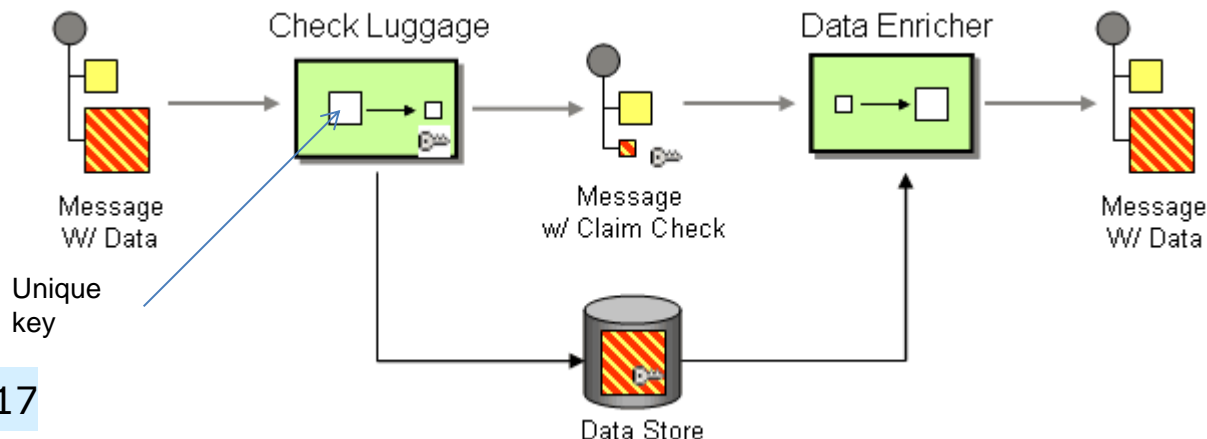 Check Luggage
Data Enricher
Message
W/ Data
Message
w/ Claim Check
Message
W/ Data
Unique
key
17
Data Store